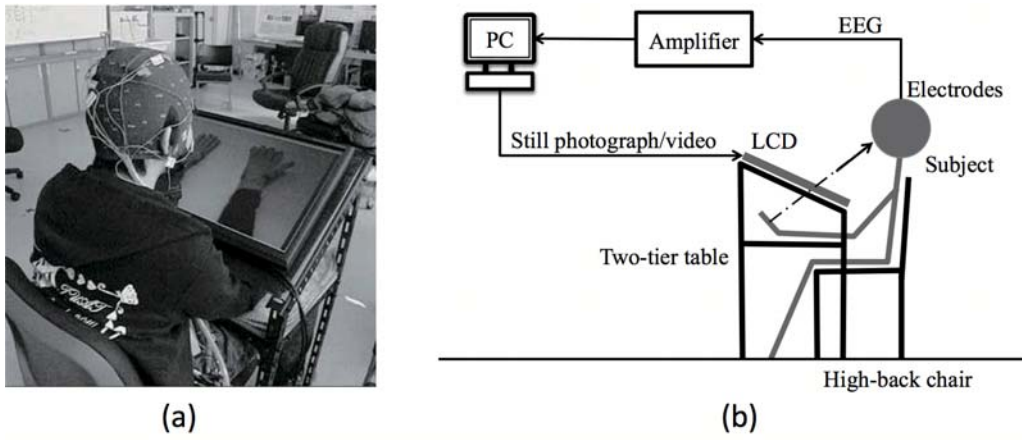 PC
Amplifier
EEG
Electrodes
Still photograph/video
LCD
Subject
Two-tier table
High-back chair
(a)
(b)